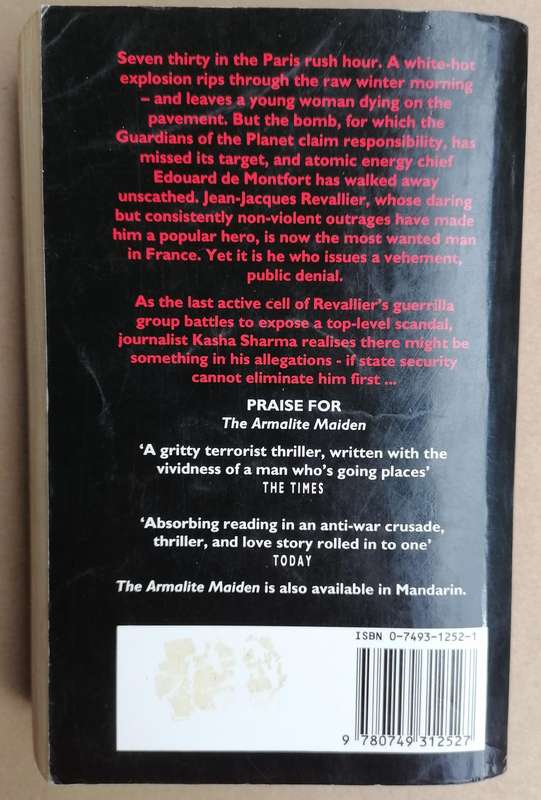 Seven thirty in the Paris rush hour. A white-hot
explosion rips through the raw winter morning
– and leaves a young woman dying on the
pavement. But the bomb, for which the
Guardians of the Planet claim responsibility, has
missed its target, and atomic energy chief
Edouard de Montfort has walked away
unscathed. Jean-Jacques Revallier, whose daring
but consistently non-violent outrages have made
him a popular hero, is now the most wanted man
in France. Yet it is he who issues a vehement,
public denial.
As the last active cell of Revallier's guerrilla
group battles to expose a top-level scandal,
journalist Kasha Sharma realises there might be
something in his allegations - if state security
cannot eliminate him first ...
PRAISE FOR
The Armalite Maiden
‘A gritty terrorist thriller, written with the
vividness of a man who's going places’
THE TIMES
‘Absorbing reading in an anti-war crusade,
thriller, and love story rolled in to one’
TODAY
The Armalite Maiden is also available in Mandarin.
ISBN 0-7493-1252-1
9 780749 312527